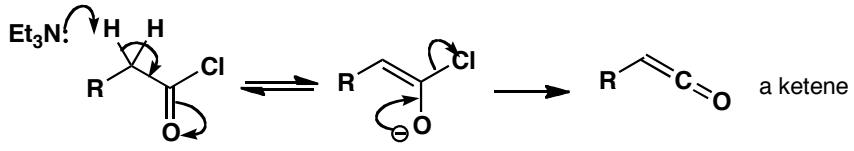 Et3N: H H
R Cl
O
R Cl
⊖ O
R C O a ketene